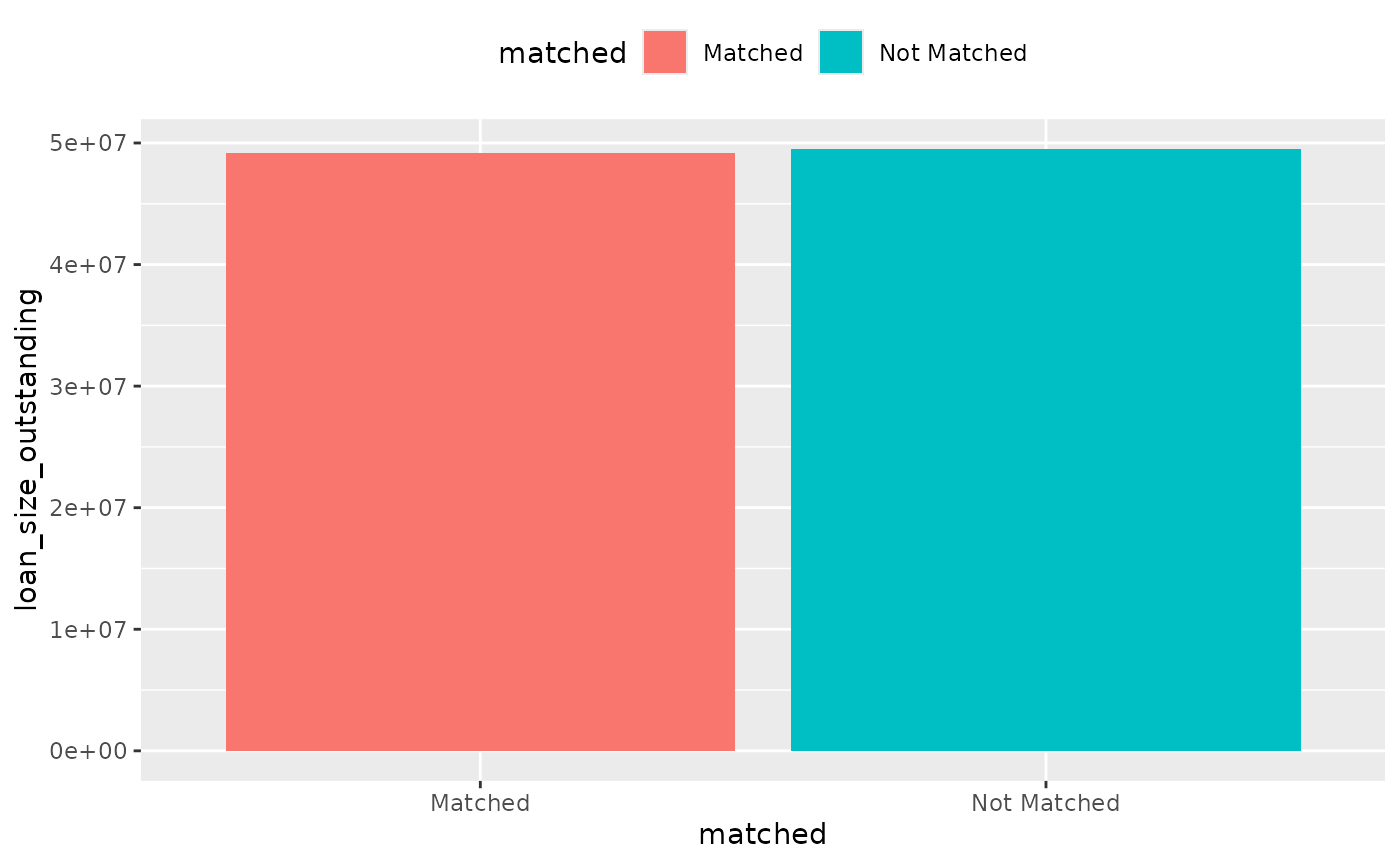 matched Matched Not Matched
5e+07
4e+07
3e+07
2e+07
1e+07
0e+00
loan_size_outstanding
Matched Not Matched
matched